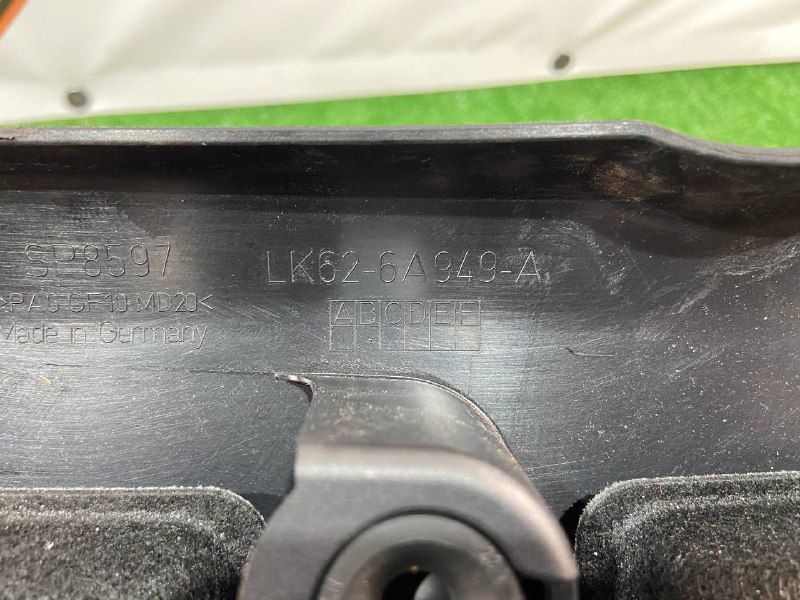 SP8597 LK62-6A949-A
>PA6 GF10 MD20< ABCDEF
Made in Germany